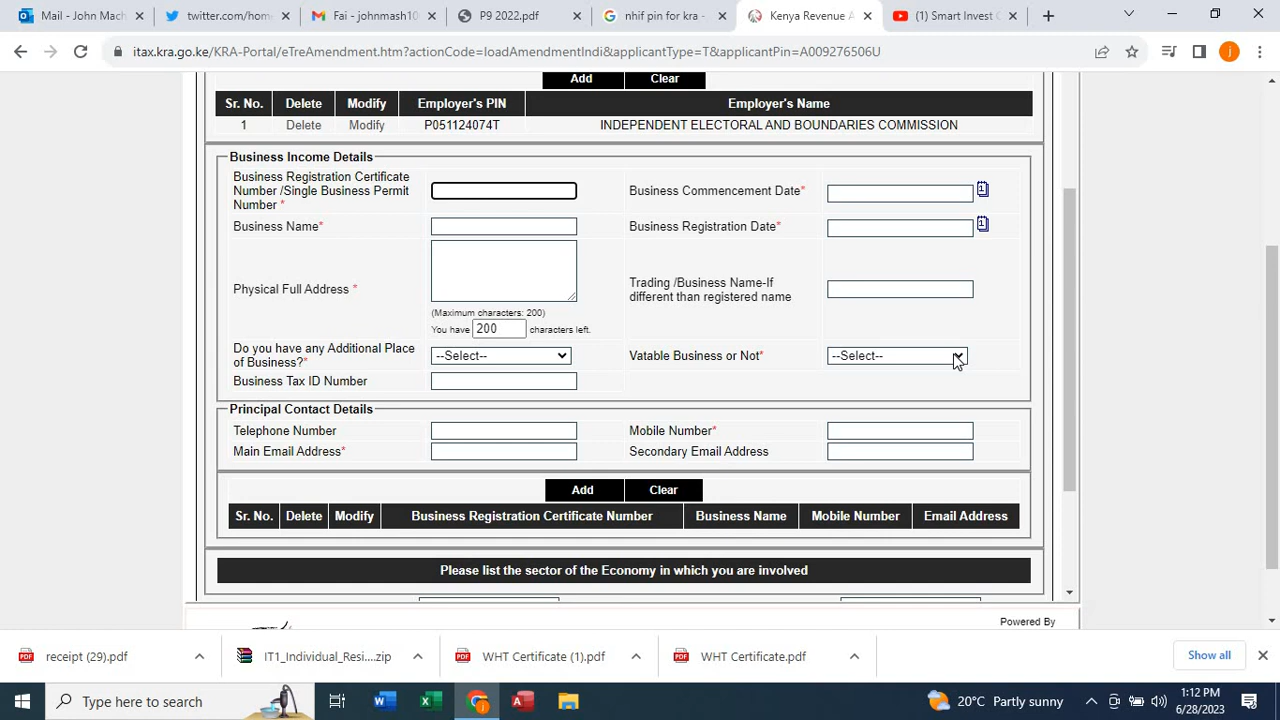 Mail - John Mach
twitter.com/home
Fai - johnmash10
P9 2022.pdf
nhif pin for kra -
Kenya Revenue A
(1) Smart Invest C
itax.kra.go.ke/KRA-Portal/eTreAmendment.htm?actionCode=loadAmendmentIndi&applicantType=T&applicantPin=A009276506U
j
Add Clear
Sr. No. Delete Modify Employer's PIN Employer's Name
1 Delete Modify P051124074T INDEPENDENT ELECTORAL AND BOUNDARIES COMMISSION
Business Income Details
Business Registration Certificate
Number /Single Business Permit
Number *
Business Commencement Date*
1
Business Name*
Business Registration Date*
1
Physical Full Address *
Trading /Business Name-If
different than registered name
(Maximum characters: 200)
You have 200 characters left.
Do you have any Additional Place
of Business?*
--Select--
Vatable Business or Not*
--Select--
Business Tax ID Number
Principal Contact Details
Telephone Number
Mobile Number*
Main Email Address*
Secondary Email Address
Add Clear
Sr. No. Delete Modify Business Registration Certificate Number Business Name Mobile Number Email Address
Please list the sector of the Economy in which you are involved
Powered By
receipt (29).pdf
IT1_Individual_Resi....zip
WHT Certificate (1).pdf
WHT Certificate.pdf
Show all
Type here to search
20°C Partly sunny
1:12 PM
6/28/2023